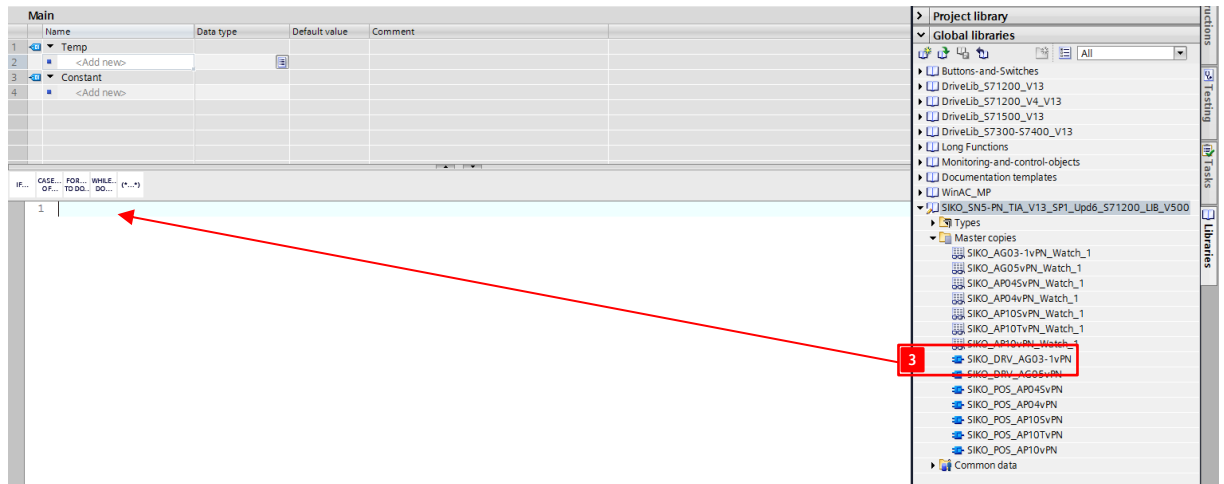 Main
Name Data type Default value Comment
1 Temp
2 <Add new>
3 Constant
4 <Add new>
IF... CASE... OF... FOR... TO DO... WHILE... DO... (*...*)
1
3
Project library
Global libraries
All
Buttons-and-Switches
DriveLib_S71200_V13
DriveLib_S71200_V4_V13
DriveLib_S71500_V13
DriveLib_S7300-S7400_V13
Long Functions
Monitoring-and-control-objects
Documentation templates
WinAC_MP
SIKO_SN5-PN_TIA_V13_SP1_Upd6_S71200_LIB_V500
Types
Master copies
SIKO_AG03-1vPN_Watch_1
SIKO_AG05vPN_Watch_1
SIKO_AP04SvPN_Watch_1
SIKO_AP04vPN_Watch_1
SIKO_AP10SvPN_Watch_1
SIKO_AP10TvPN_Watch_1
SIKO_AP10vPN_Watch_1
SIKO_DRV_AG03-1vPN
SIKO_DRV_AG05vPN
SIKO_POS_AP04SvPN
SIKO_POS_AP04vPN
SIKO_POS_AP10SvPN
SIKO_POS_AP10TvPN
SIKO_POS_AP10vPN
Common data
Testing
Tasks
Libraries